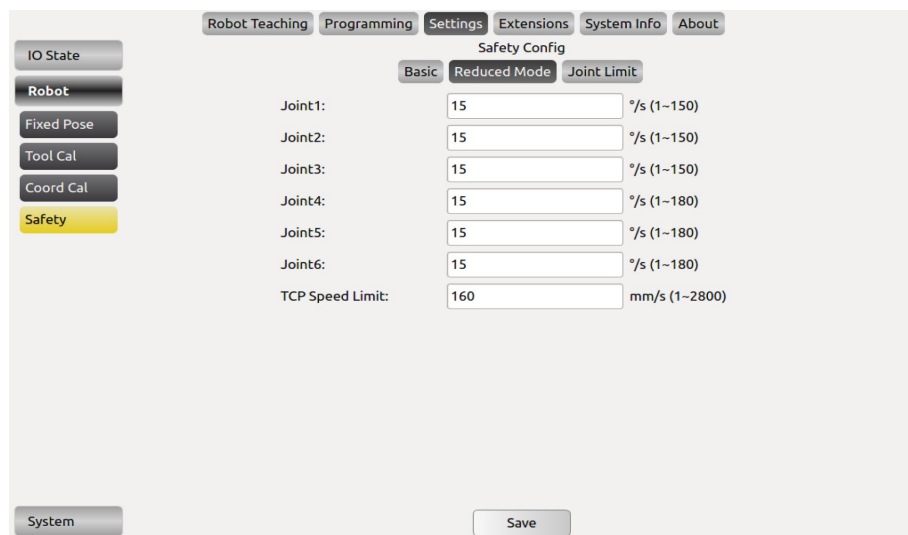 Robot Teaching Programming Settings Extensions System Info About
IO State
Robot
Fixed Pose
Tool Cal
Coord Cal
Safety
System
Safety Config
Basic Reduced Mode Joint Limit
Joint1: 15 °/s (1~150)
Joint2: 15 °/s (1~150)
Joint3: 15 °/s (1~150)
Joint4: 15 °/s (1~180)
Joint5: 15 °/s (1~180)
Joint6: 15 °/s (1~180)
TCP Speed Limit: 160 mm/s (1~2800)
Save